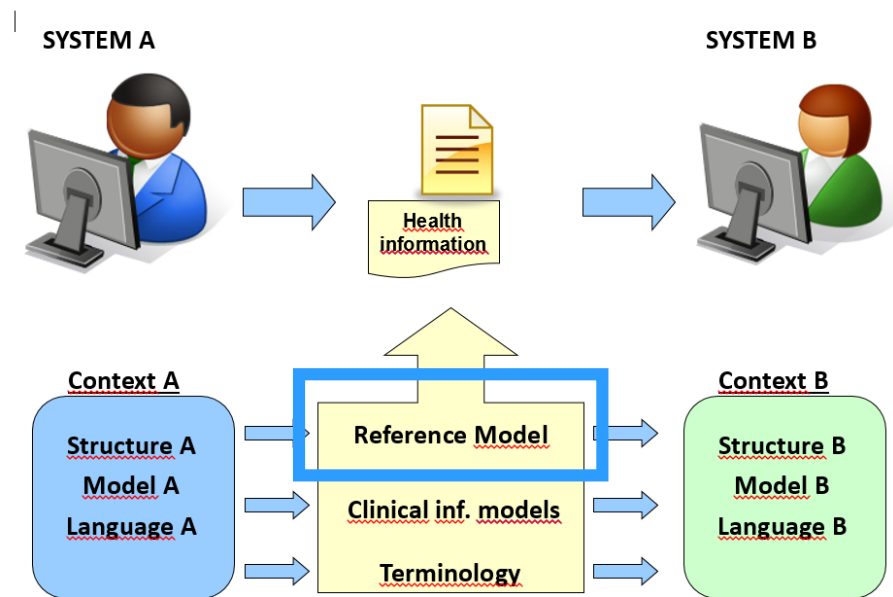 SYSTEM A
SYSTEM B
Health
information
Context A
Context B
Structure A
Model A
Language A
Reference Model
Clinical inf. models
Terminology
Structure B
Model B
Language B